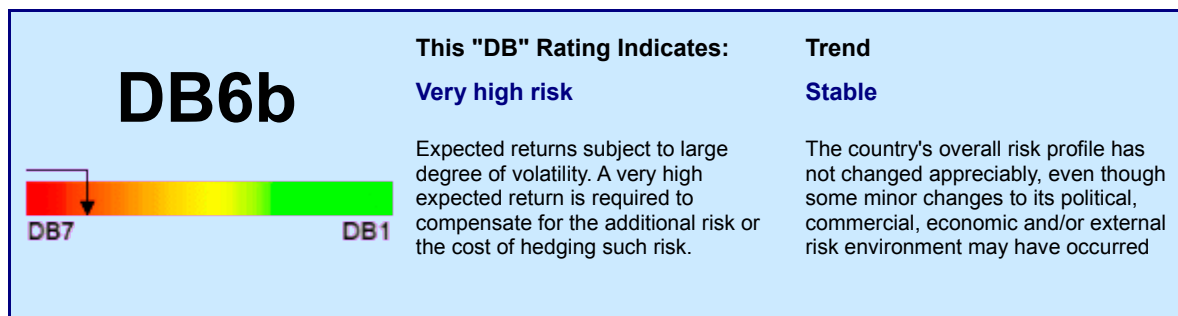 DB6b
DB7
DB1
This "DB" Rating Indicates:
Very high risk
Expected returns subject to large
degree of volatility. A very high
expected return is required to
compensate for the additional risk or
the cost of hedging such risk.
Trend
Stable
The country's overall risk profile has
not changed appreciably, even though
some minor changes to its political,
commercial, economic and/or external
risk environment may have occurred